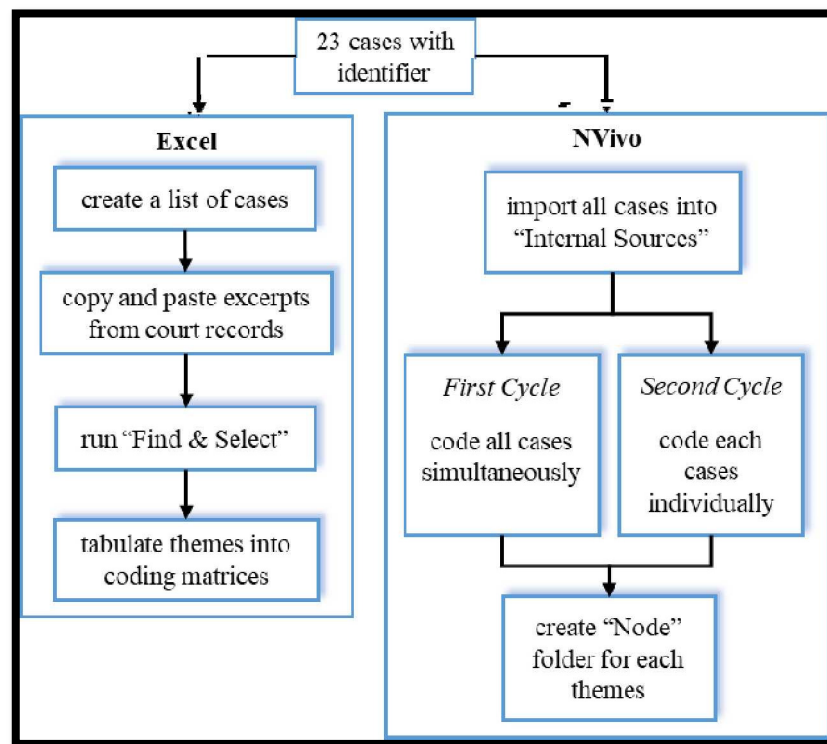 23 cases with
identifier
Excel
create a list of cases
copy and paste excerpts
from court records
run “Find & Select”
tabulate themes into
coding matrices
NVivo
import all cases into
“Internal Sources”
First Cycle
code all cases
simultaneously
Second Cycle
code each
cases
individually
create “Node”
folder for each
themes